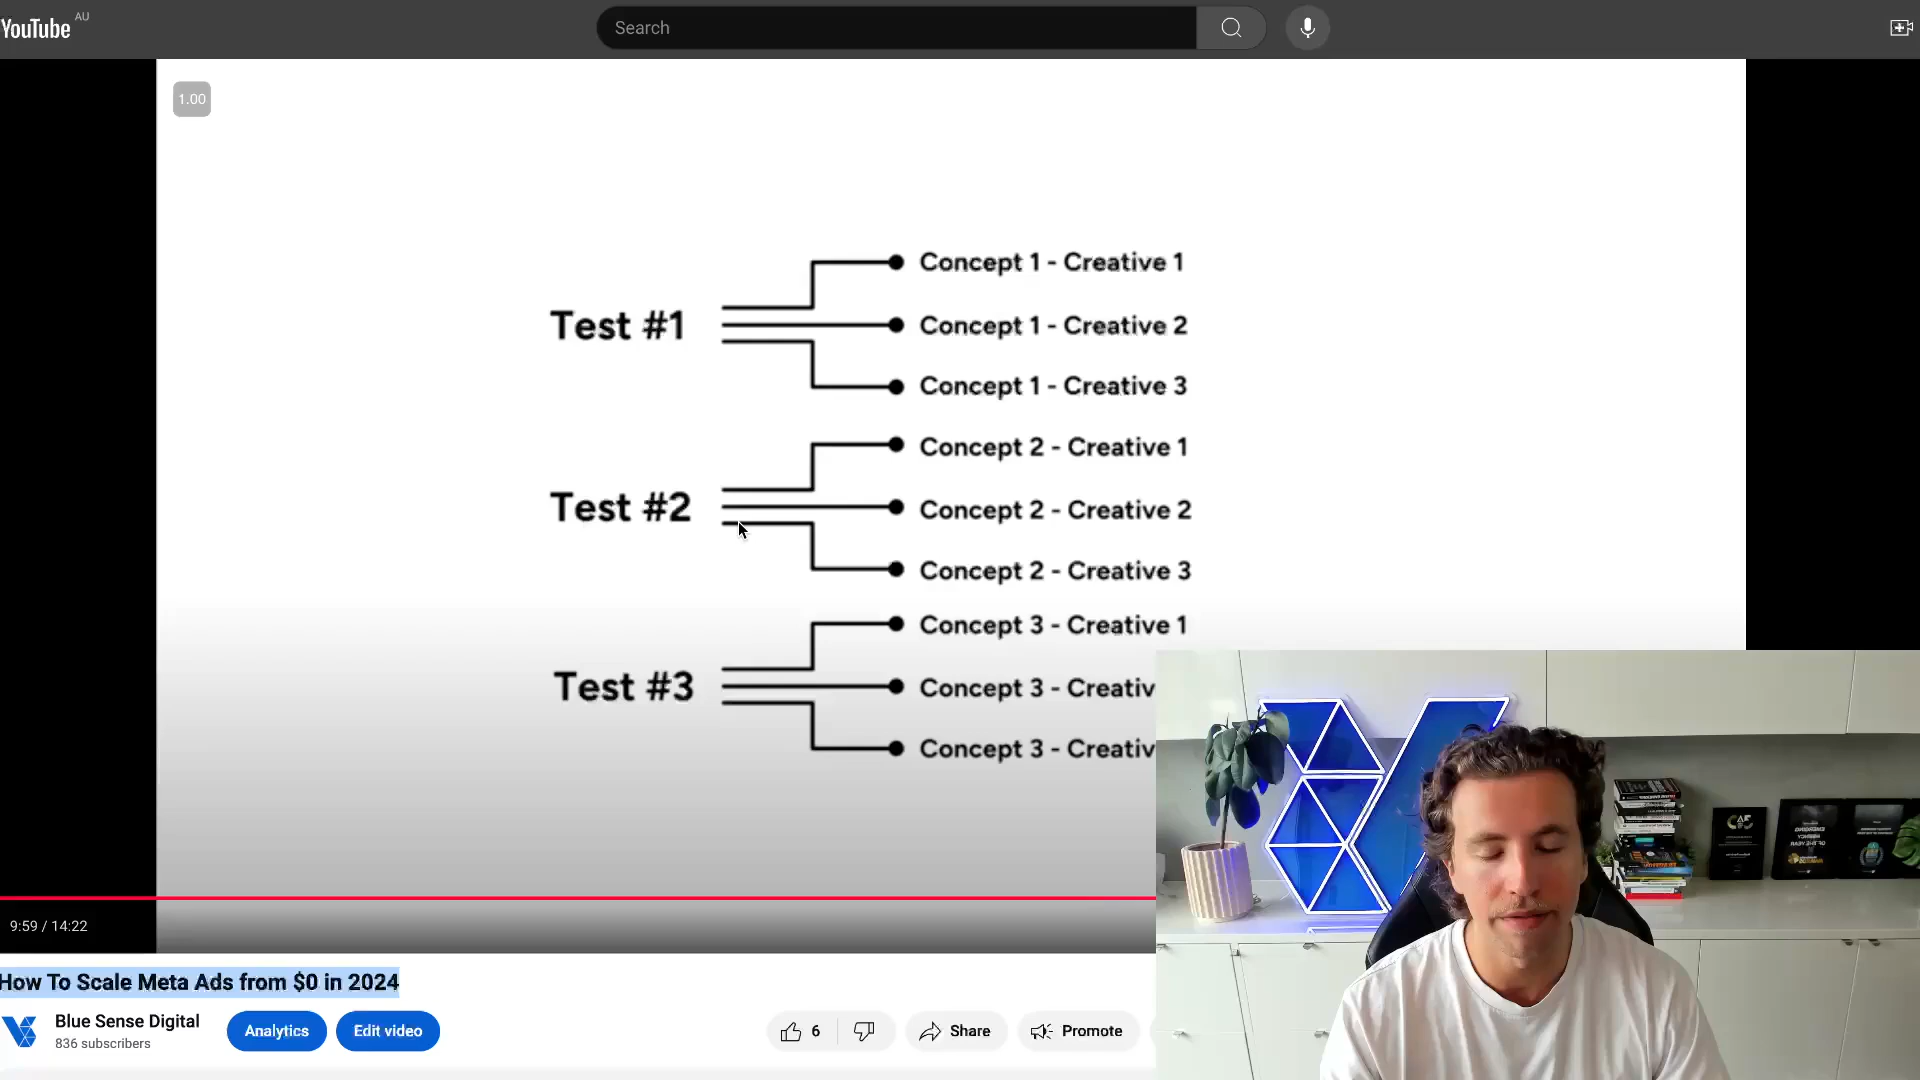 YouTube AU
Search
1.00
Concept 1 - Creative 1
Test #1
Concept 1 - Creative 2
Concept 1 - Creative 3
Concept 2 - Creative 1
Test #2
Concept 2 - Creative 2
Concept 2 - Creative 3
Concept 3 - Creative 1
Test #3
Concept 3 - Creativ
Concept 3 - Creativ
9:59 / 14:22
How To Scale Meta Ads from $0 in 2024
Blue Sense Digital
836 subscribers
Analytics
Edit video
6
Share
Promote